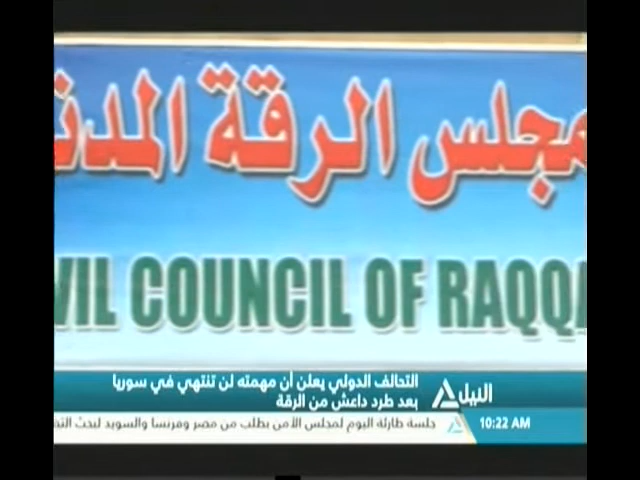 مجلس الرقة المدن
VIL COUNCIL OF RAQQA
التحالف الدولي يعلن أن مهمته لن تنتهي في سوريا
بعد طرد داعش من الرقة
النيل
جلسة طارئة اليوم لمجلس الأمن بطلب من مصر وفرنسا والسويد لبحث
10:22 AM